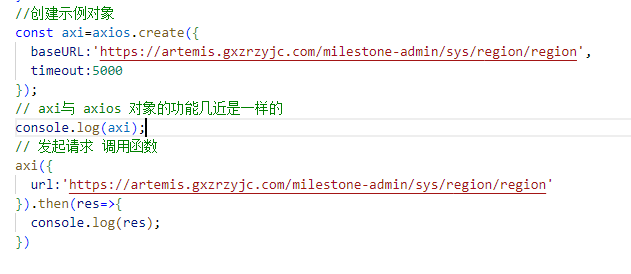 //创建示例对象
const axi=axios.create({
baseURL:'https://artemis.gxzrzyjc.com/milestone-admin/sys/region/region',
timeout:5000
});
// axi与 axios 对象的功能几近是一样的
console.log(axi);
// 发起请求 调用函数
axi({
url:'https://artemis.gxzrzyjc.com/milestone-admin/sys/region/region'
}).then(res=>{
console.log(res);
})